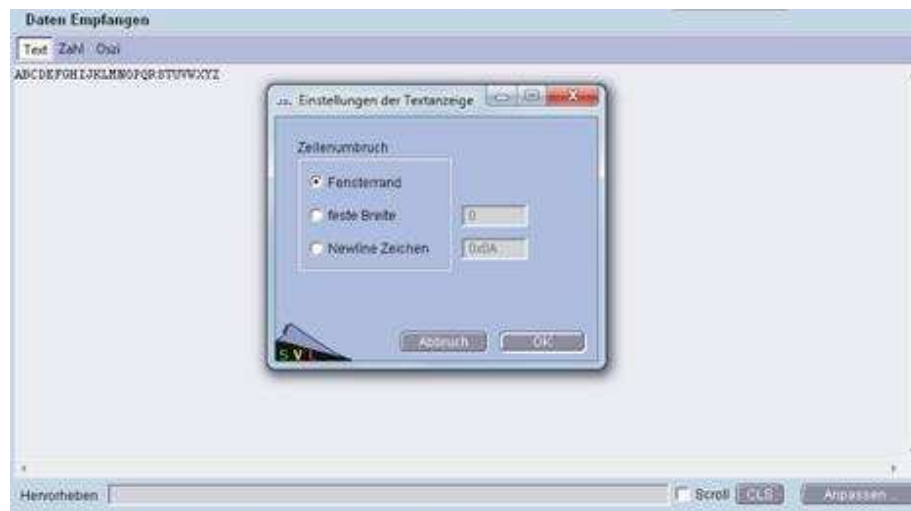 Daten Empfangen
Text Zahl Oszi
ABCDEFGHIJKLMNOPQRSTUVWXYZ
Einstellungen der Textanzeige
Zeilenumbruch
Fensterrand
feste Breite 0
Newline Zeichen 0x0A
Abbruch OK
SVL
Hervorheben Scroll CLS Anpassen...